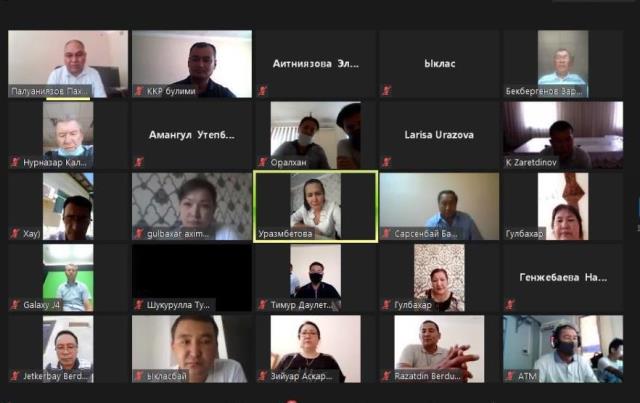 Палуаниязов Пах...
ККР булими
Аитниязова Эл...
Ыклас
Бекбергенов Зар...
Нурназар Кал...
Амангул Утепб...
Оралхан
Larisa Urazova
K Zaretdinov
Хау)
gulbaxar axim...
Уразмбетова
Сарсенбай Ба...
Гулбахар
Galaxy J4
Шукурулла Ту...
Тимур Даулет...
Гулбахар
Генжебаева На...
Jetkerbay Berd...
Ыкласбай
Зийуар Аскар...
Razatdin Berdu...
ATM